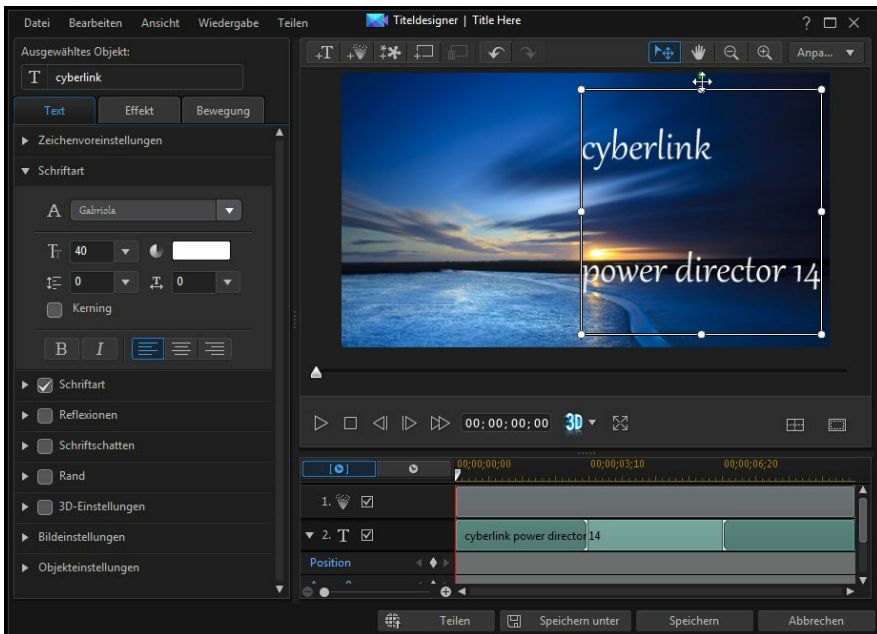 Datei Bearbeiten Ansicht Wiedergabe Teilen Titeldesigner | Title Here
Ausgewähltes Objekt:
T cyberlink
Text Effekt Bewegung
Zeichenvoreinstellungen
Schriftart
A Gabriola
40
0 0
Kerning
B I
Schriftart
Reflexionen
Schriftschatten
Rand
3D-Einstellungen
Bildeinstellungen
Objekteinstellungen
Anpa...
cyberlink
power director 14
00;00;00;00 3D
00;00;00;00 00;00;03;10 00;00;06;20
1.
2. T cyberlink power director 14
Position
Teilen Speichern unter Speichern Abbrechen